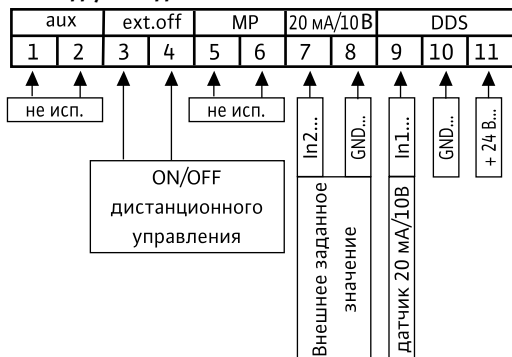 aux ext.off MP 20 мА/10В DDS
1 2 3 4 5 6 7 8 9 10 11
не исп.
не исп.
ON/OFF
дистанционного
управления
In2...
GND...
In1...
GND...
+ 24 В...
Внешнее заданное
значение
датчик 20 мА/10В